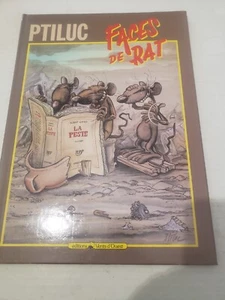 PTILUC
FACES
DE RAT
LA PESTE
éditions Vents d'Ouest